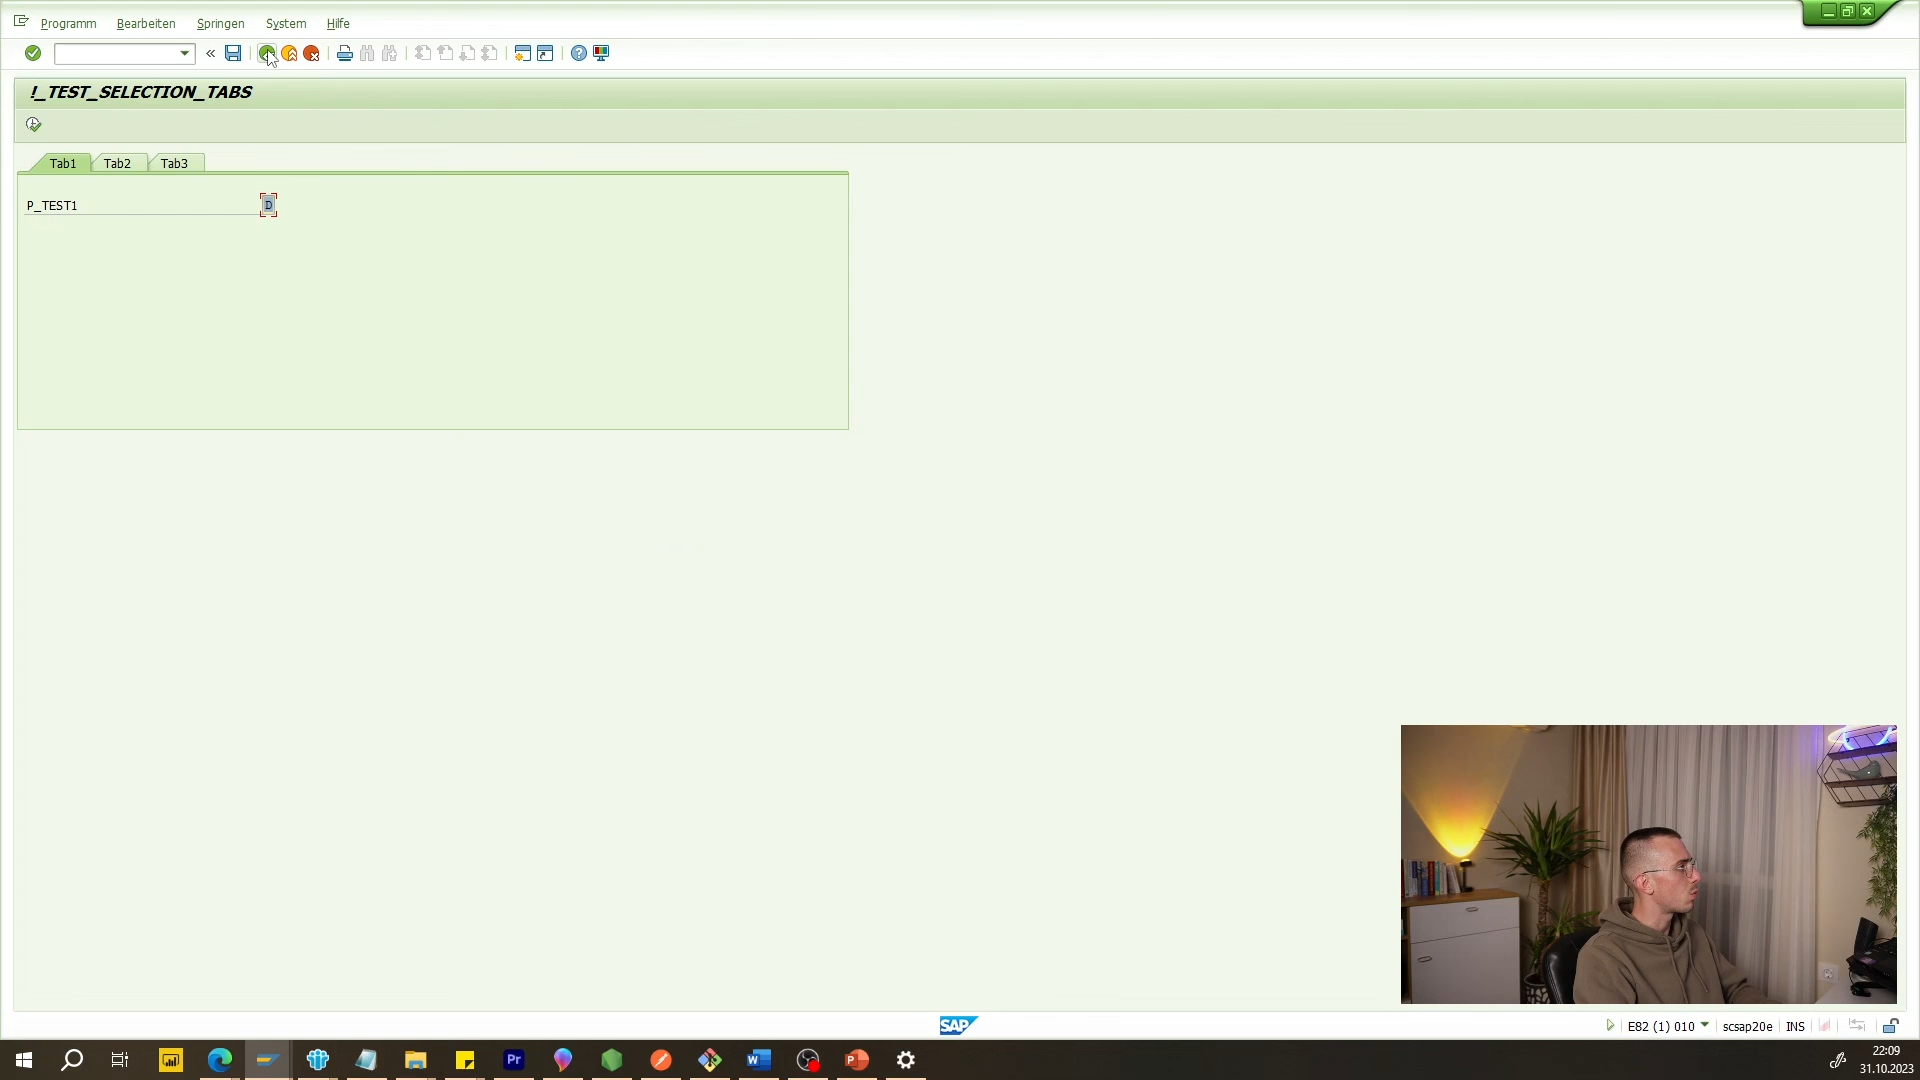 Programm Bearbeiten Springen System Hilfe
!_TEST_SELECTION_TABS
Tab1 Tab2 Tab3
P_TEST1 D
SAP E82 (1) 010 scsap20e INS
Pr W P 22:09
31.10.2023